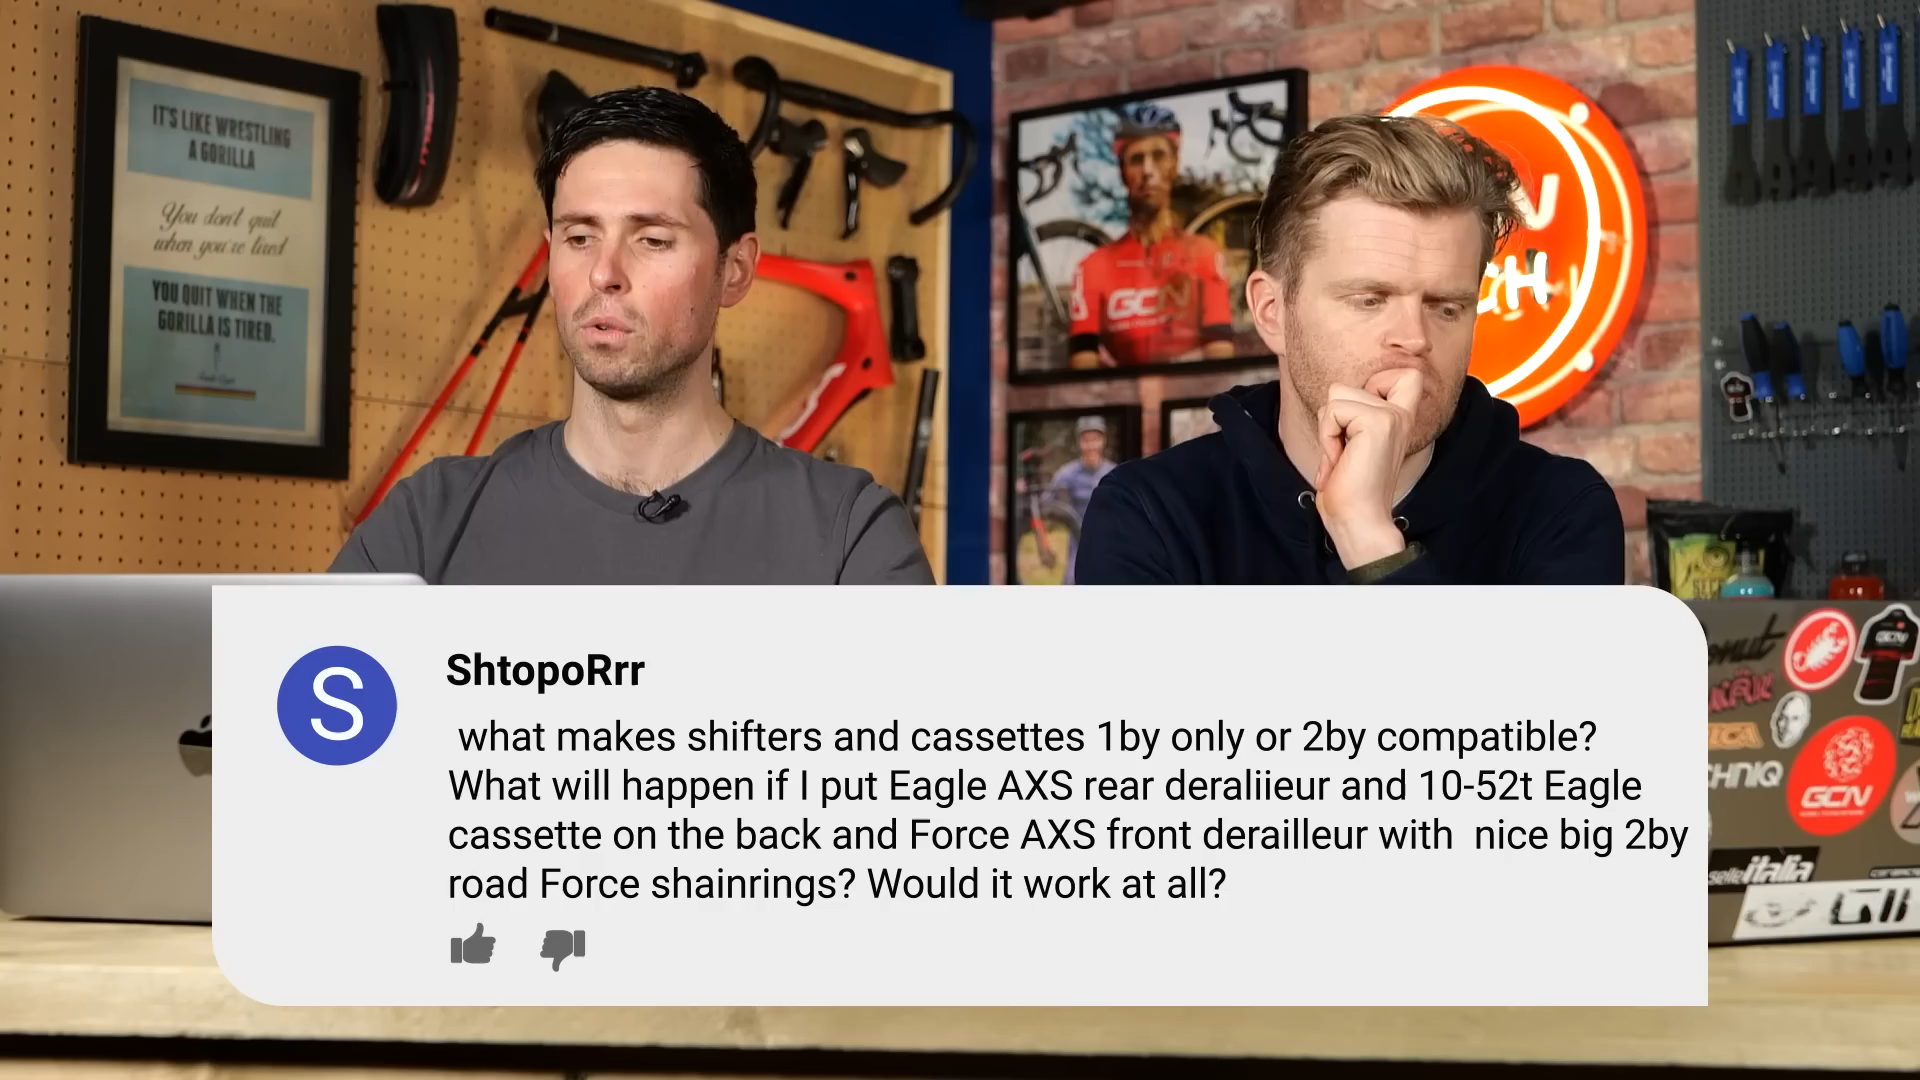 IT'S LIKE WRESTLING
A GORILLA
You don't quit
when you're tired
YOU QUIT WHEN THE
GORILLA IS TIRED.
GCN
CH
S
ShtopoRrr
what makes shifters and cassettes 1by only or 2by compatible?
What will happen if I put Eagle AXS rear deraliieur and 10-52t Eagle
cassette on the back and Force AXS front derailleur with nice big 2by
road Force shainrings? Would it work at all?
GCN
selle italia